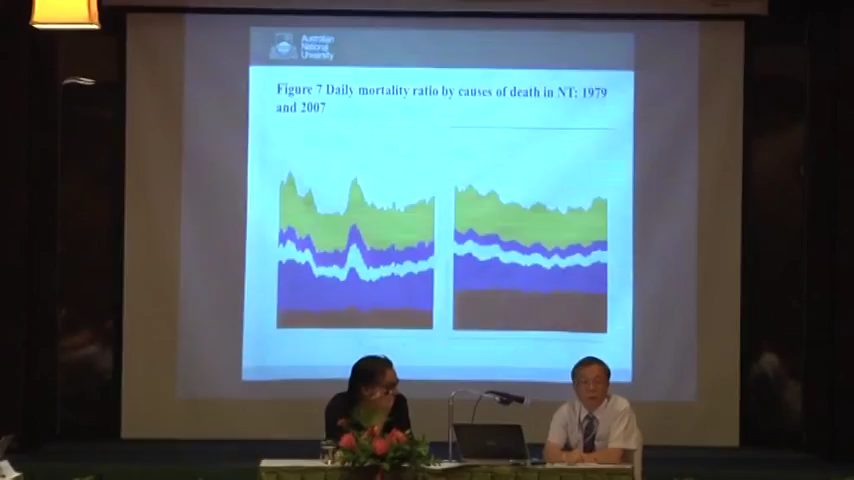 Australian
National
University
Figure 7 Daily mortality ratio by causes of death in NT: 1979
and 2007